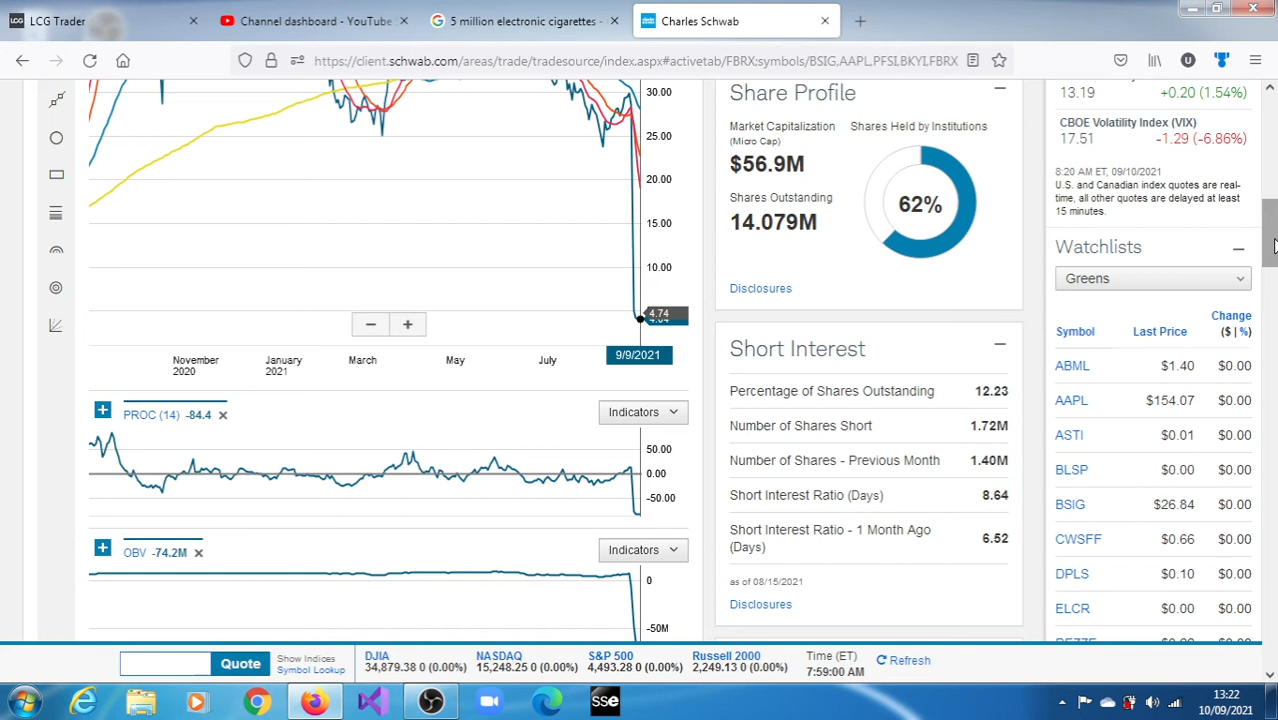 LCG Trader
Channel dashboard - YouTube
5 million electronic cigarettes -
Charles Schwab
https://client.schwab.com/areas/trade/tradesource/index.aspx#activetab/FBRX:symbols/BSIG,AAPL,PFSI,BKYI,FBRX
30.00
25.00
20.00
15.00
10.00
4.74
November 2020
January 2021
March
May
July
9/9/2021
PROC (14) -84.4
Indicators
50.00
0.00
-50.00
OBV -74.2M
Indicators
0
-50M
Share Profile
Market Capitalization
(Micro Cap)
$56.9M
Shares Outstanding
14.079M
Shares Held by Institutions
62%
Disclosures
Short Interest
Percentage of Shares Outstanding 12.23
Number of Shares Short 1.72M
Number of Shares - Previous Month 1.40M
Short Interest Ratio (Days) 8.64
Short Interest Ratio - 1 Month Ago 6.52
(Days)
as of 08/15/2021
Disclosures
13.19 +0.20 (1.54%)
CBOE Volatility Index (VIX)
17.51 -1.29 (-6.86%)
8:20 AM ET, 09/10/2021
U.S. and Canadian index quotes are real-
time, all other quotes are delayed at least
15 minutes.
Watchlists
Greens
Symbol Last Price Change
($ | %)
ABML $1.40 $0.00
AAPL $154.07 $0.00
ASTI $0.01 $0.00
BLSP $0.00 $0.00
BSIG $26.84 $0.00
CWSFF $0.66 $0.00
DPLS $0.10 $0.00
ELCR $0.00 $0.00
Quote
Show Indices
Symbol Lookup
DJIA
34,879.38 0 (0.00%)
NASDAQ
15,248.25 0 (0.00%)
S&P 500
4,493.28 0 (0.00%)
Russell 2000
2,249.13 0 (0.00%)
Time (ET)
7:59:00 AM
Refresh
SSE
13:22
10/09/2021